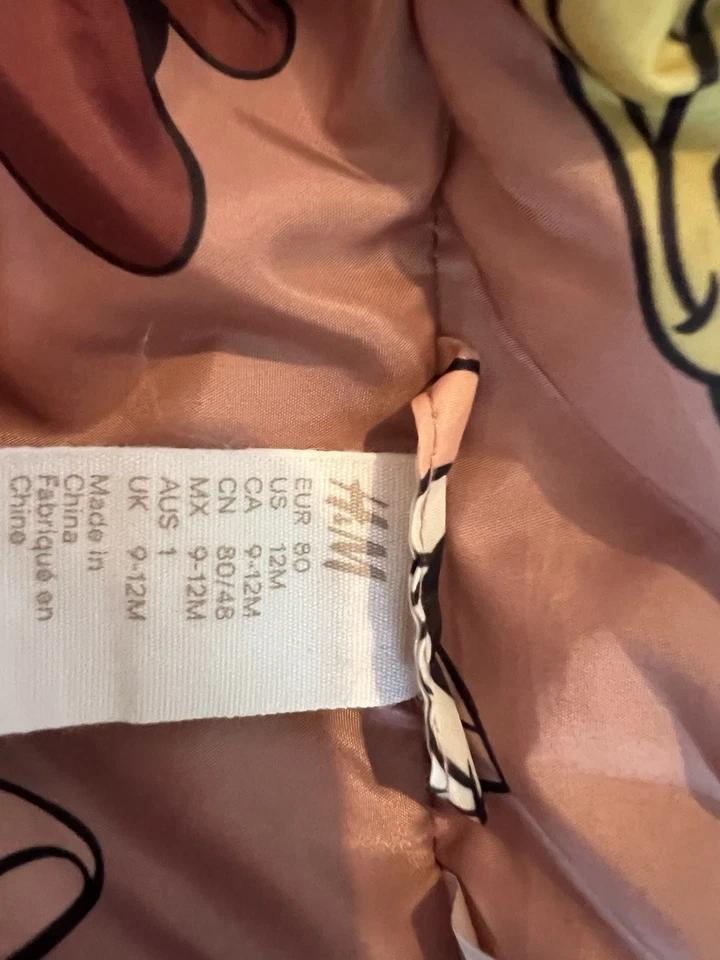 H&M
EUR 80
US 12M
CA 9-12M
CN 80/48
MX 9-12M
AUS 1
UK 9-12M
Made in
China
Fabriqué en
Chine